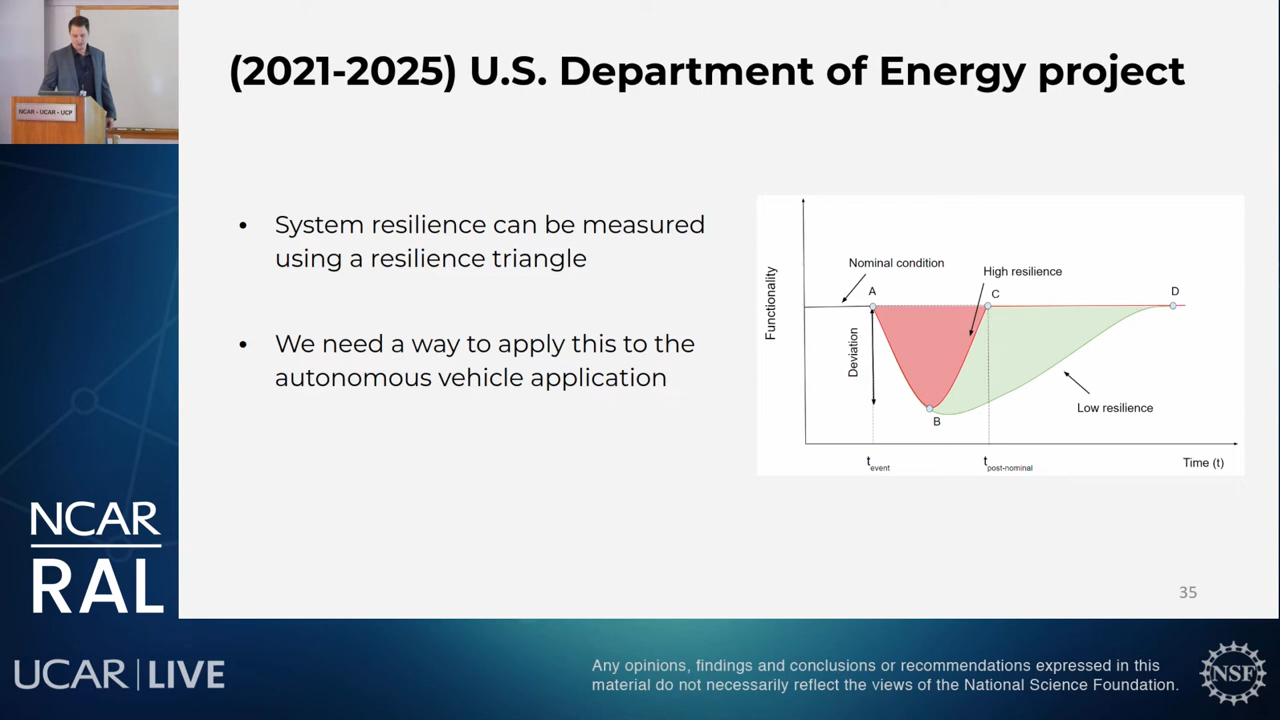 NCAR • UCAR • UCP
(2021-2025) U.S. Department of Energy project
• System resilience can be measured
using a resilience triangle
• We need a way to apply this to the
autonomous vehicle application
Functionality
Nominal condition
High resilience
A
C
D
Deviation
B
Low resilience
t event
t post-nominal
Time (t)
35
NCAR
RAL
UCAR | LIVE
Any opinions, findings and conclusions or recommendations expressed in this
material do not necessarily reflect the views of the National Science Foundation.
NSF